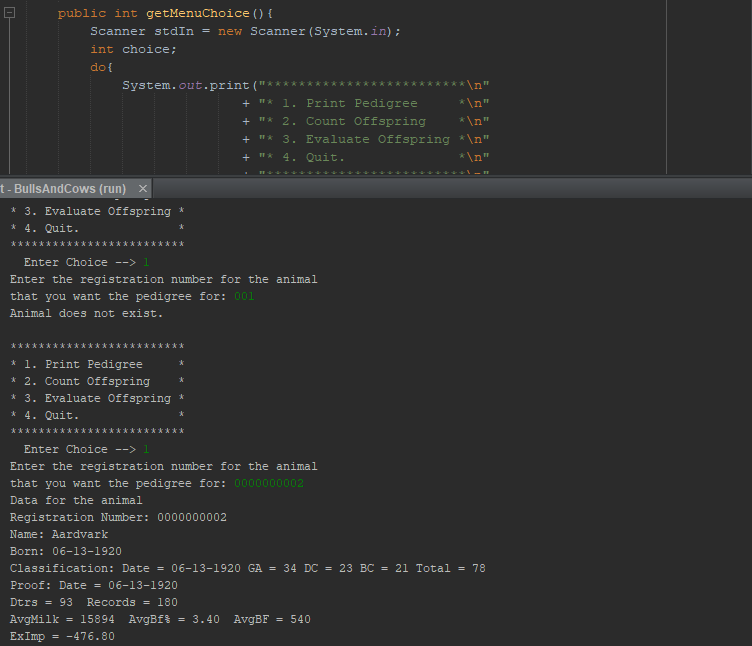 public int getMenuChoice(){
Scanner stdIn = new Scanner(System.in);
int choice;
do{
System.out.print("*************************\n"
+ "* 1. Print Pedigree     *\n"
+ "* 2. Count Offspring    *\n"
+ "* 3. Evaluate Offspring *\n"
+ "* 4. Quit.              *\n"
+ "*************************\n"
t - BullsAndCows (run) ×
* 3. Evaluate Offspring *
* 4. Quit.              *
*************************
Enter Choice --> 1
Enter the registration number for the animal
that you want the pedigree for: 001
Animal does not exist.
*************************
* 1. Print Pedigree     *
* 2. Count Offspring    *
* 3. Evaluate Offspring *
* 4. Quit.              *
*************************
Enter Choice --> 1
Enter the registration number for the animal
that you want the pedigree for: 0000000002
Data for the animal
Registration Number: 0000000002
Name: Aardvark
Born: 06-13-1920
Classification: Date = 06-13-1920 GA = 34 DC = 23 BC = 21 Total = 78
Proof: Date = 06-13-1920
Dtrs = 93  Records = 180
AvgMilk = 15894  AvgBf% = 3.40  AvgBF = 540
ExImp = -476.80